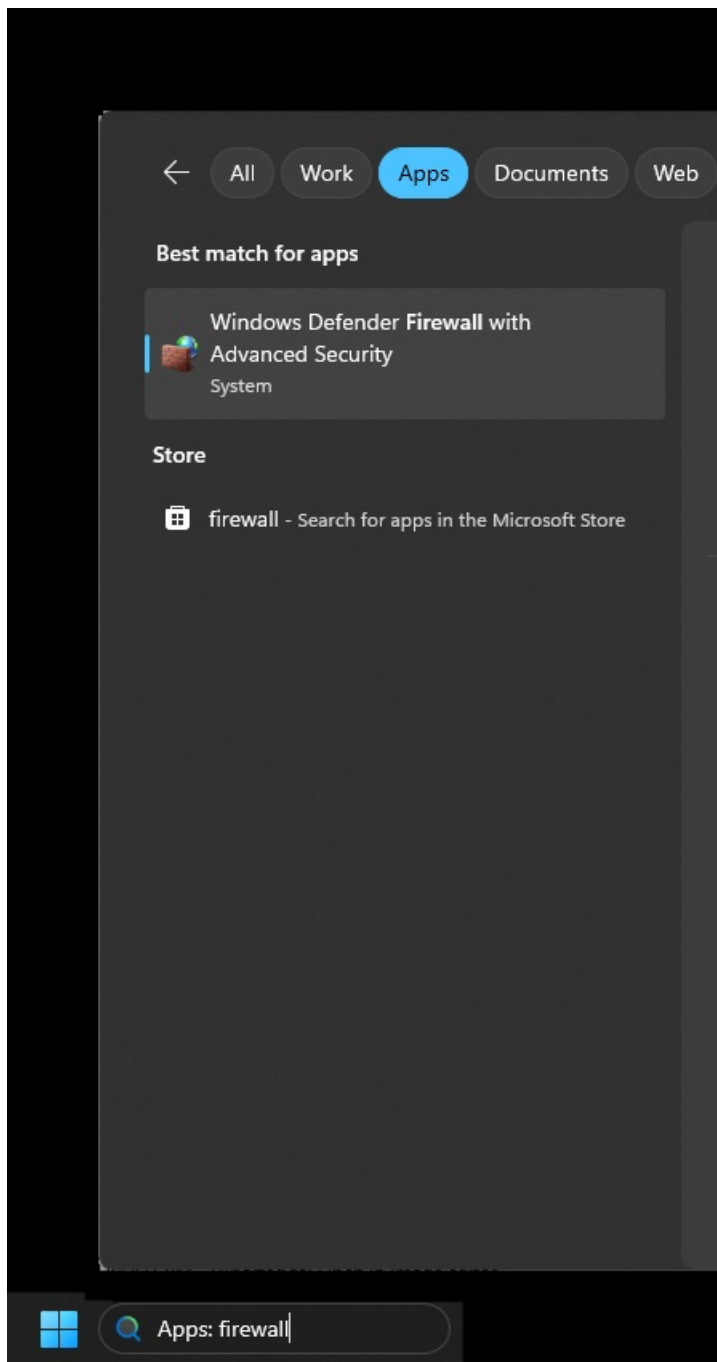 All Work Apps Documents Web
Best match for apps
Windows Defender Firewall with
Advanced Security
System
Store
firewall - Search for apps in the Microsoft Store
Apps: firewall